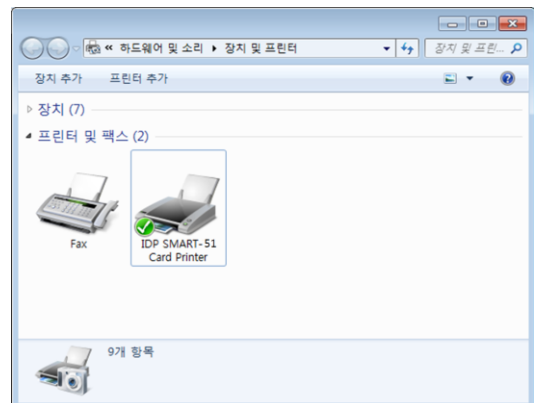 « 하드웨어 및 소리 ▸ 장치 및 프린터
장치 및 프린...
장치 추가 프린터 추가
장치 (7)
프린터 및 팩스 (2)
Fax
IDP SMART-51
Card Printer
9개 항목